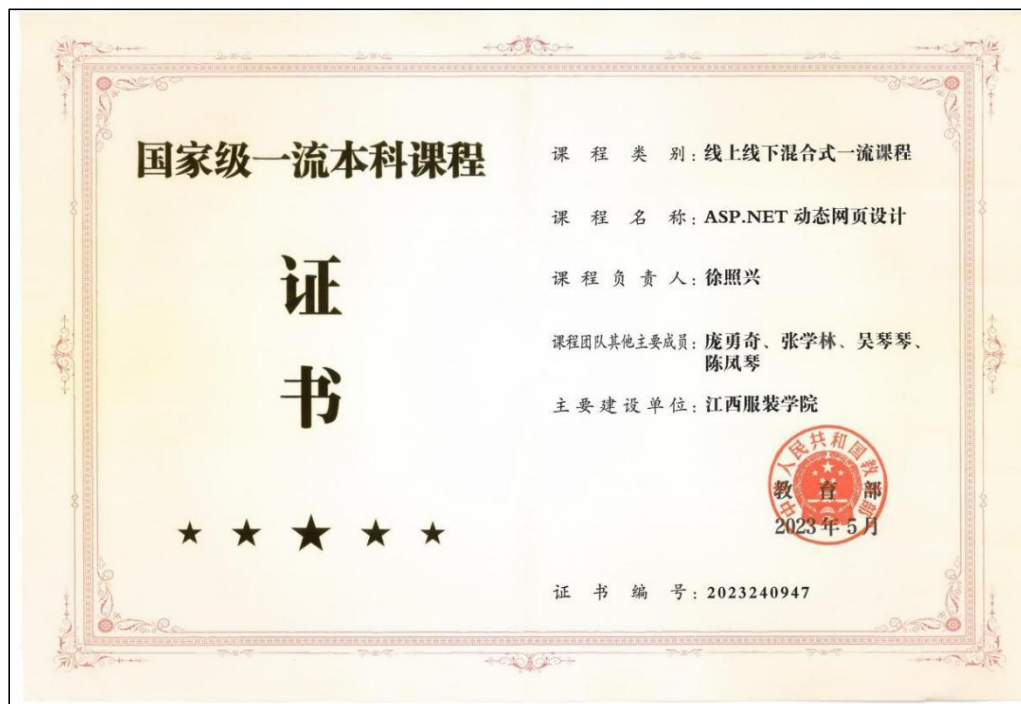 国家级一流本科课程
证
书
课程类别：线上线下混合式一流课程
课程名称：ASP.NET 动态网页设计
课程负责人：徐照兴
课程团队其他主要成员：庞勇奇、张学林、吴琴琴、
陈凤琴
主要建设单位：江西服装学院
中华人民共和国教育部
教育部
2023年5月
证书编号：2023240947